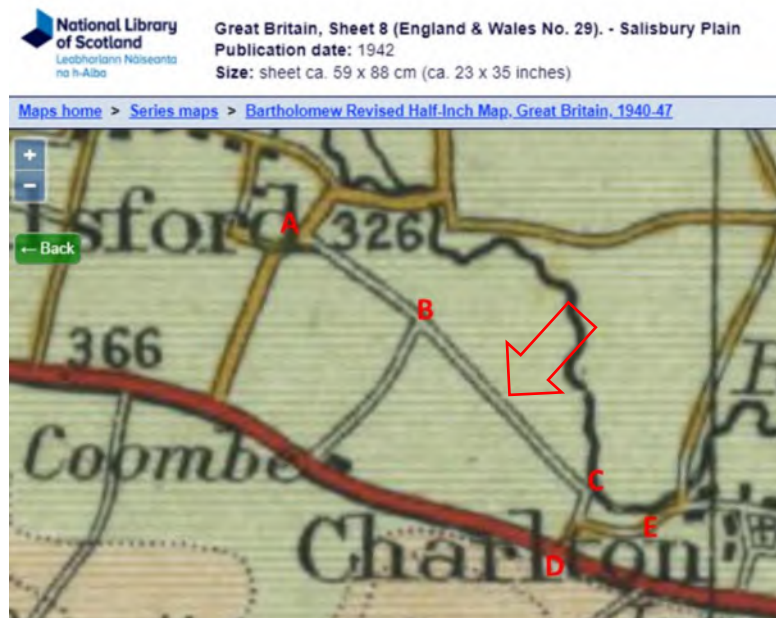 National Library
of Scotland
Leabharlann Nàiseanta
na h-Alba
Great Britain, Sheet 8 (England & Wales No. 29). - Salisbury Plain
Publication date: 1942
Size: sheet ca. 59 x 88 cm (ca. 23 x 35 inches)
Maps home > Series maps > Bartholomew Revised Half-Inch Map, Great Britain, 1940-47
+
−
← Back
A
sford
326
B
366
Coombe
C
E
D
Charlton